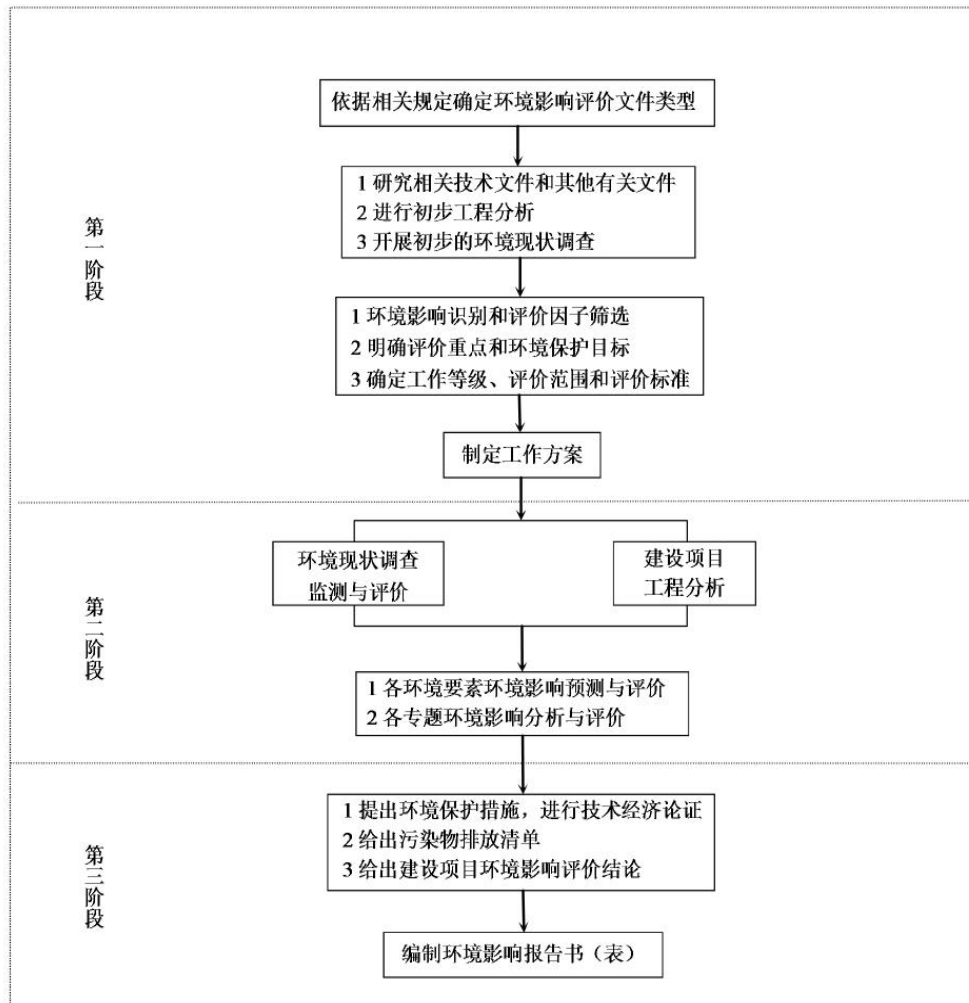 依据相关规定确定环境影响评价文件类型
1 研究相关技术文件和其他有关文件
2 进行初步工程分析
3 开展初步的环境现状调查
第一阶段
1 环境影响识别和评价因子筛选
2 明确评价重点和环境保护目标
3 确定工作等级、评价范围和评价标准
制定工作方案
环境现状调查
监测与评价
建设项目
工程分析
第二阶段
1 各环境要素环境影响预测与评价
2 各专题环境影响分析与评价
1 提出环境保护措施，进行技术经济论证
2 给出污染物排放清单
3 给出建设项目环境影响评价结论
第三阶段
编制环境影响报告书（表）